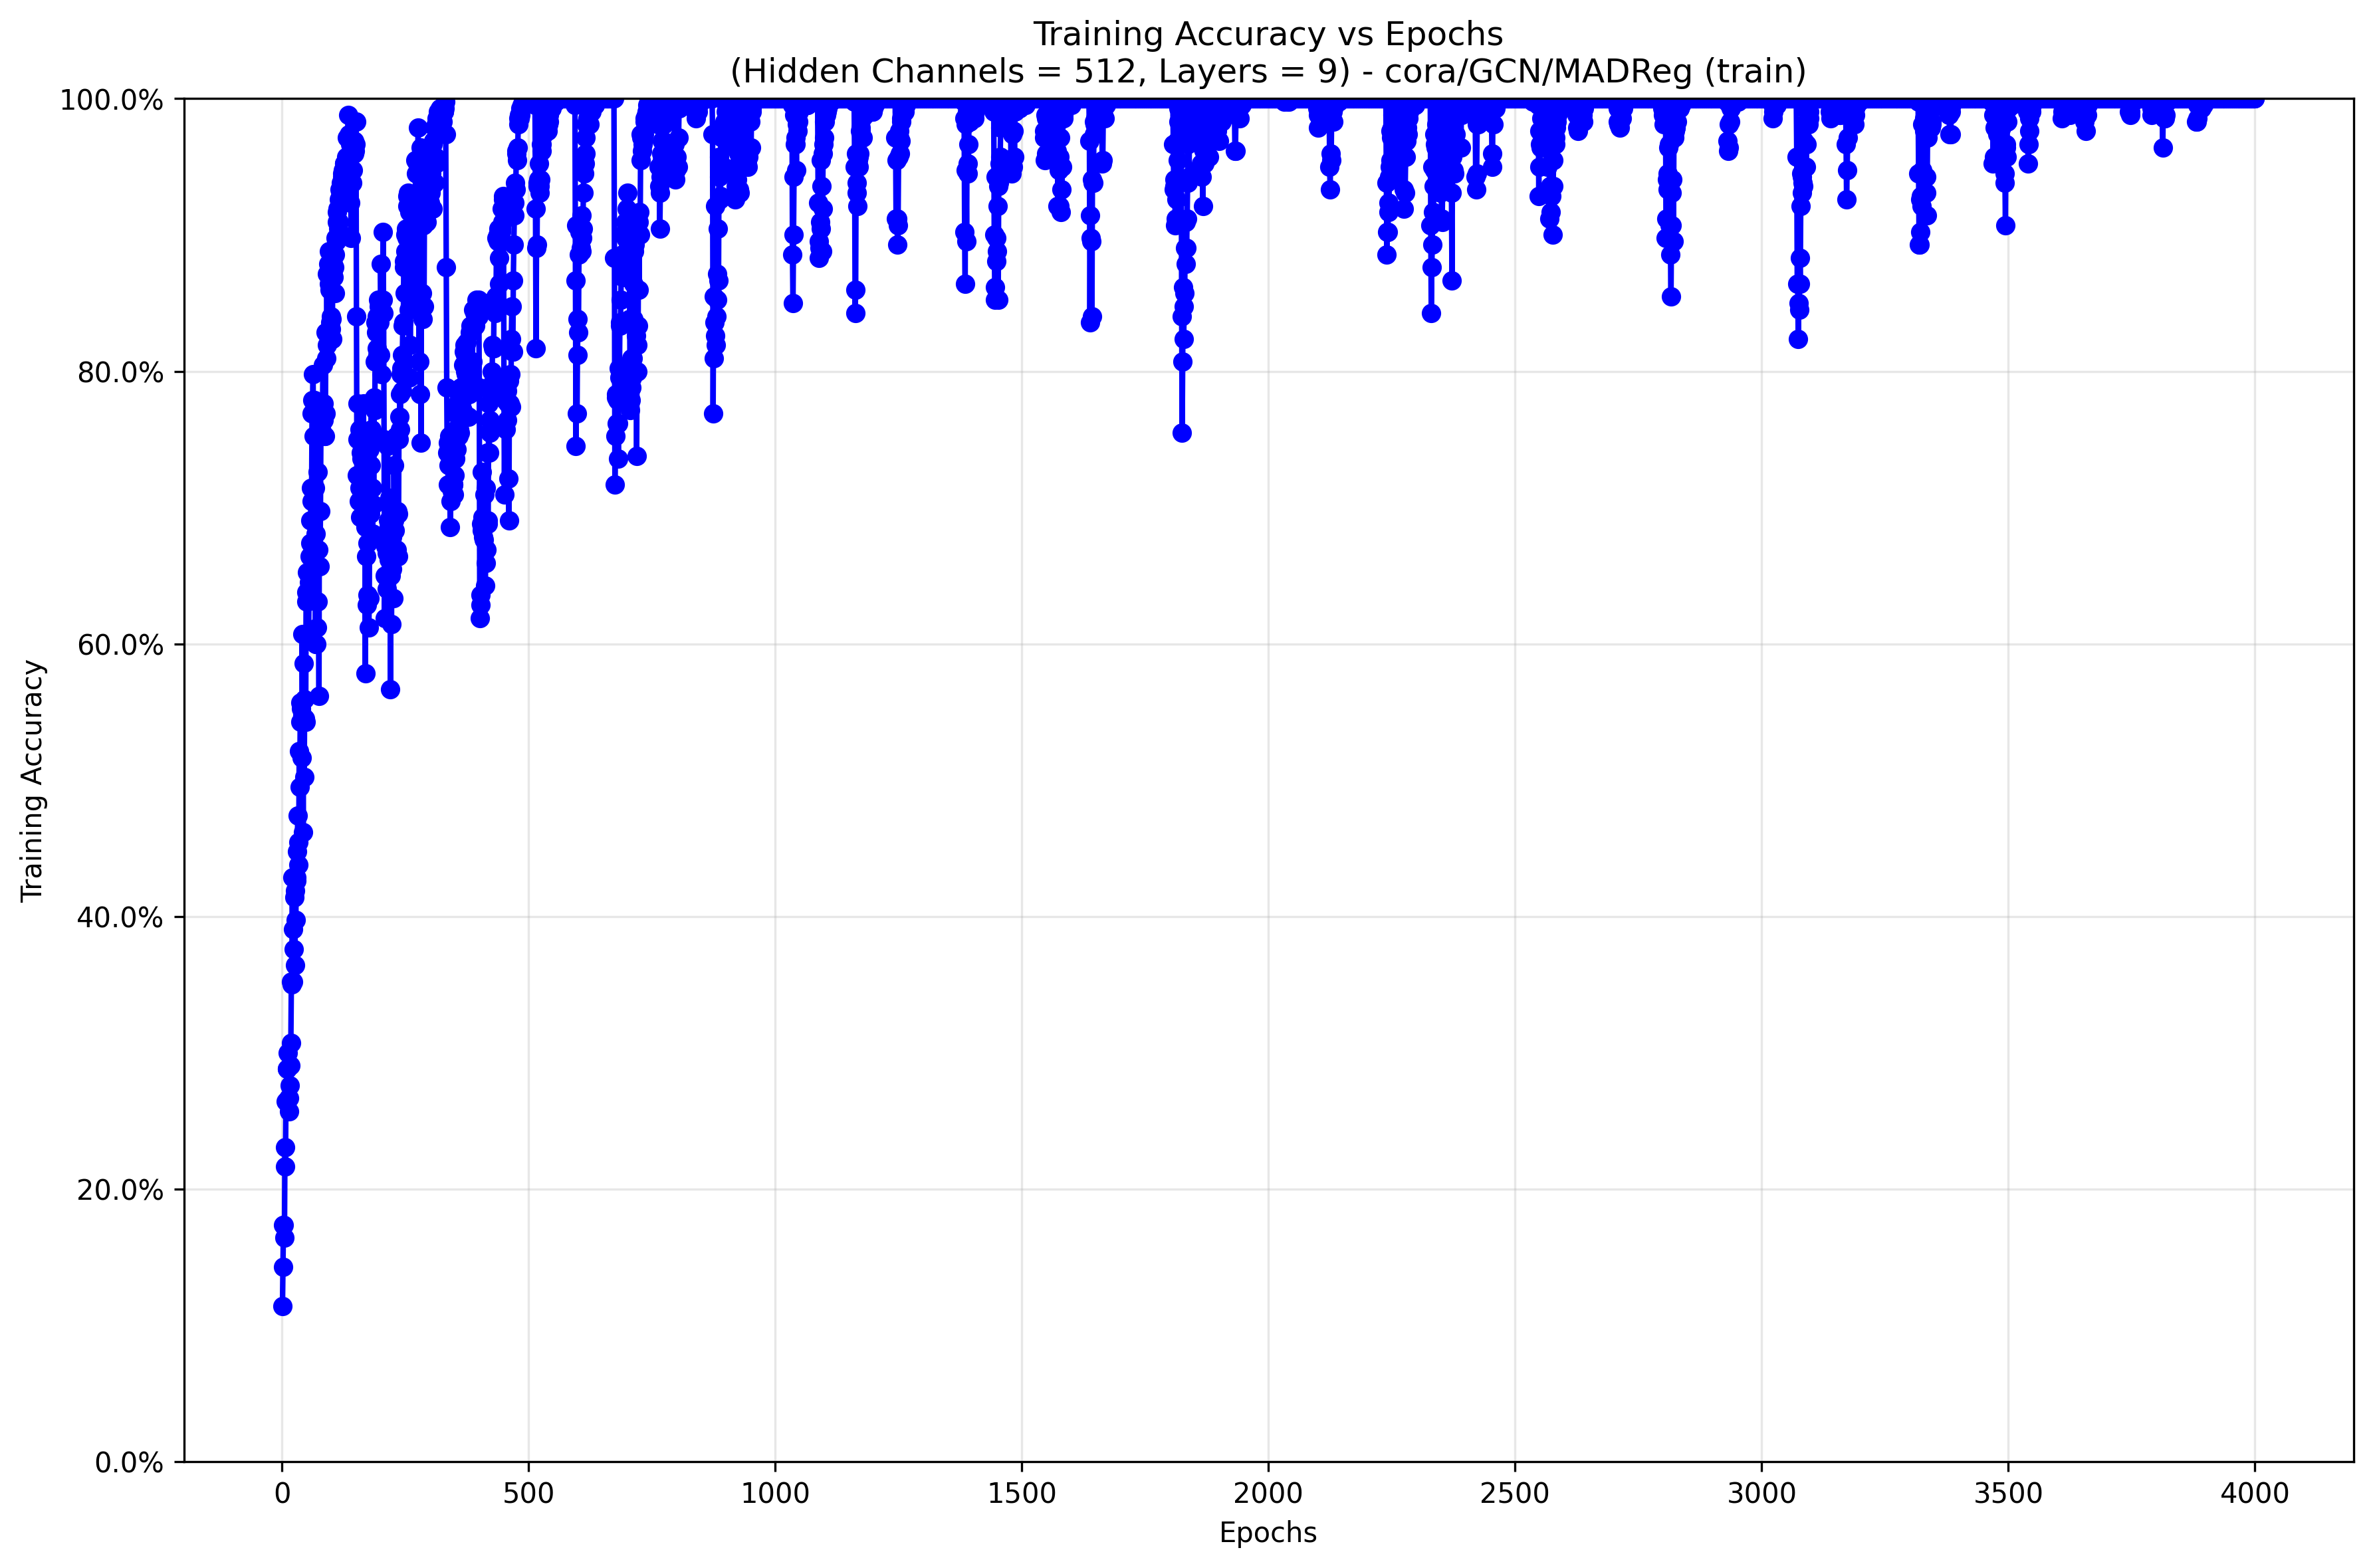 Training Accuracy vs Epochs
(Hidden Channels = 512, Layers = 9) - cora/GCN/MADReg (train)
100.0%
80.0%
60.0%
40.0%
20.0%
0.0%
Training Accuracy
0 500 1000 1500 2000 2500 3000 3500 4000
Epochs